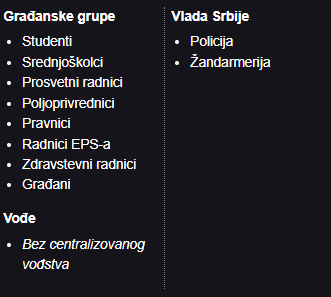 Građanske grupe
Studenti
Srednjoškolci
Prosvetni radnici
Poljoprivrednici
Pravnici
Radnici EPS-a
Zdravstevni radnici
Građani
Vođe
Bez centralizovanog
vođstva
Vlada Srbije
Policija
Žandarmerija